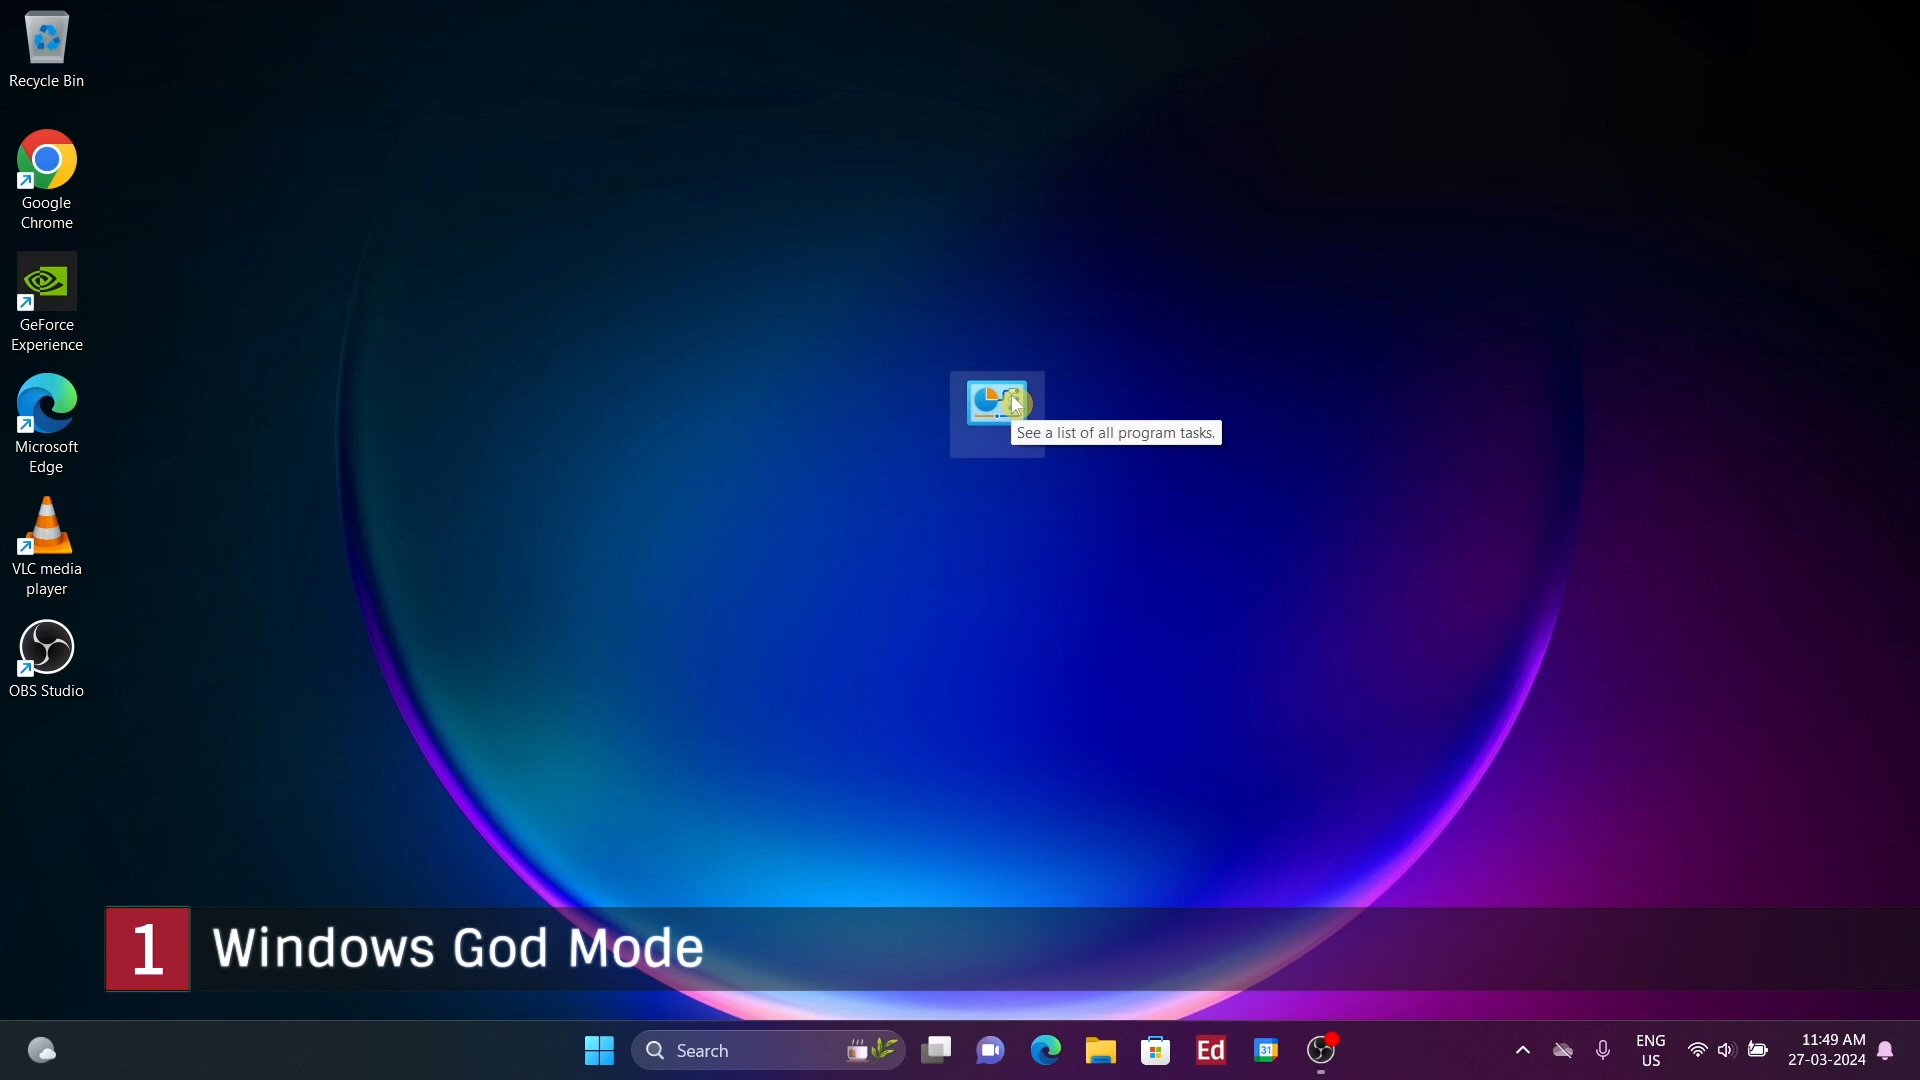 Recycle Bin
Google
Chrome
GeForce
Experience
Microsoft
Edge
VLC media
player
OBS Studio
See a list of all program tasks.
1 Windows God Mode
Search
Ed
31
ENG
US
11:49 AM
27-03-2024